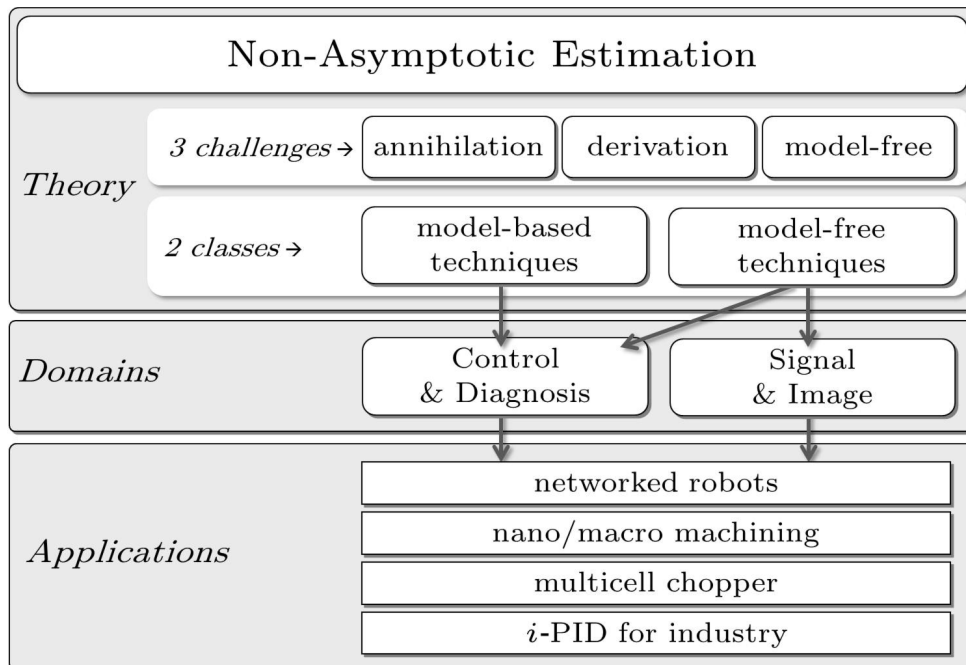 Non-Asymptotic Estimation
Theory
3 challenges → annihilation derivation model-free
2 classes → model-based techniques model-free techniques
Domains
Control & Diagnosis
Signal & Image
Applications
networked robots
nano/macro machining
multicell chopper
i-PID for industry